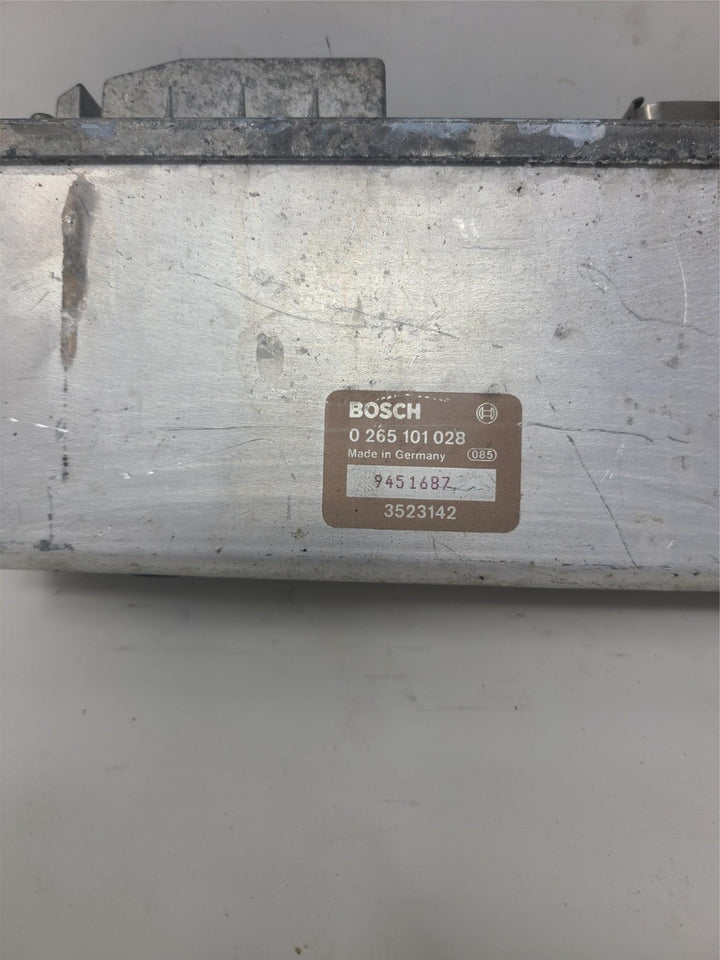 BOSCH
0 265 101 028
Made in Germany 085
9451687
3523142